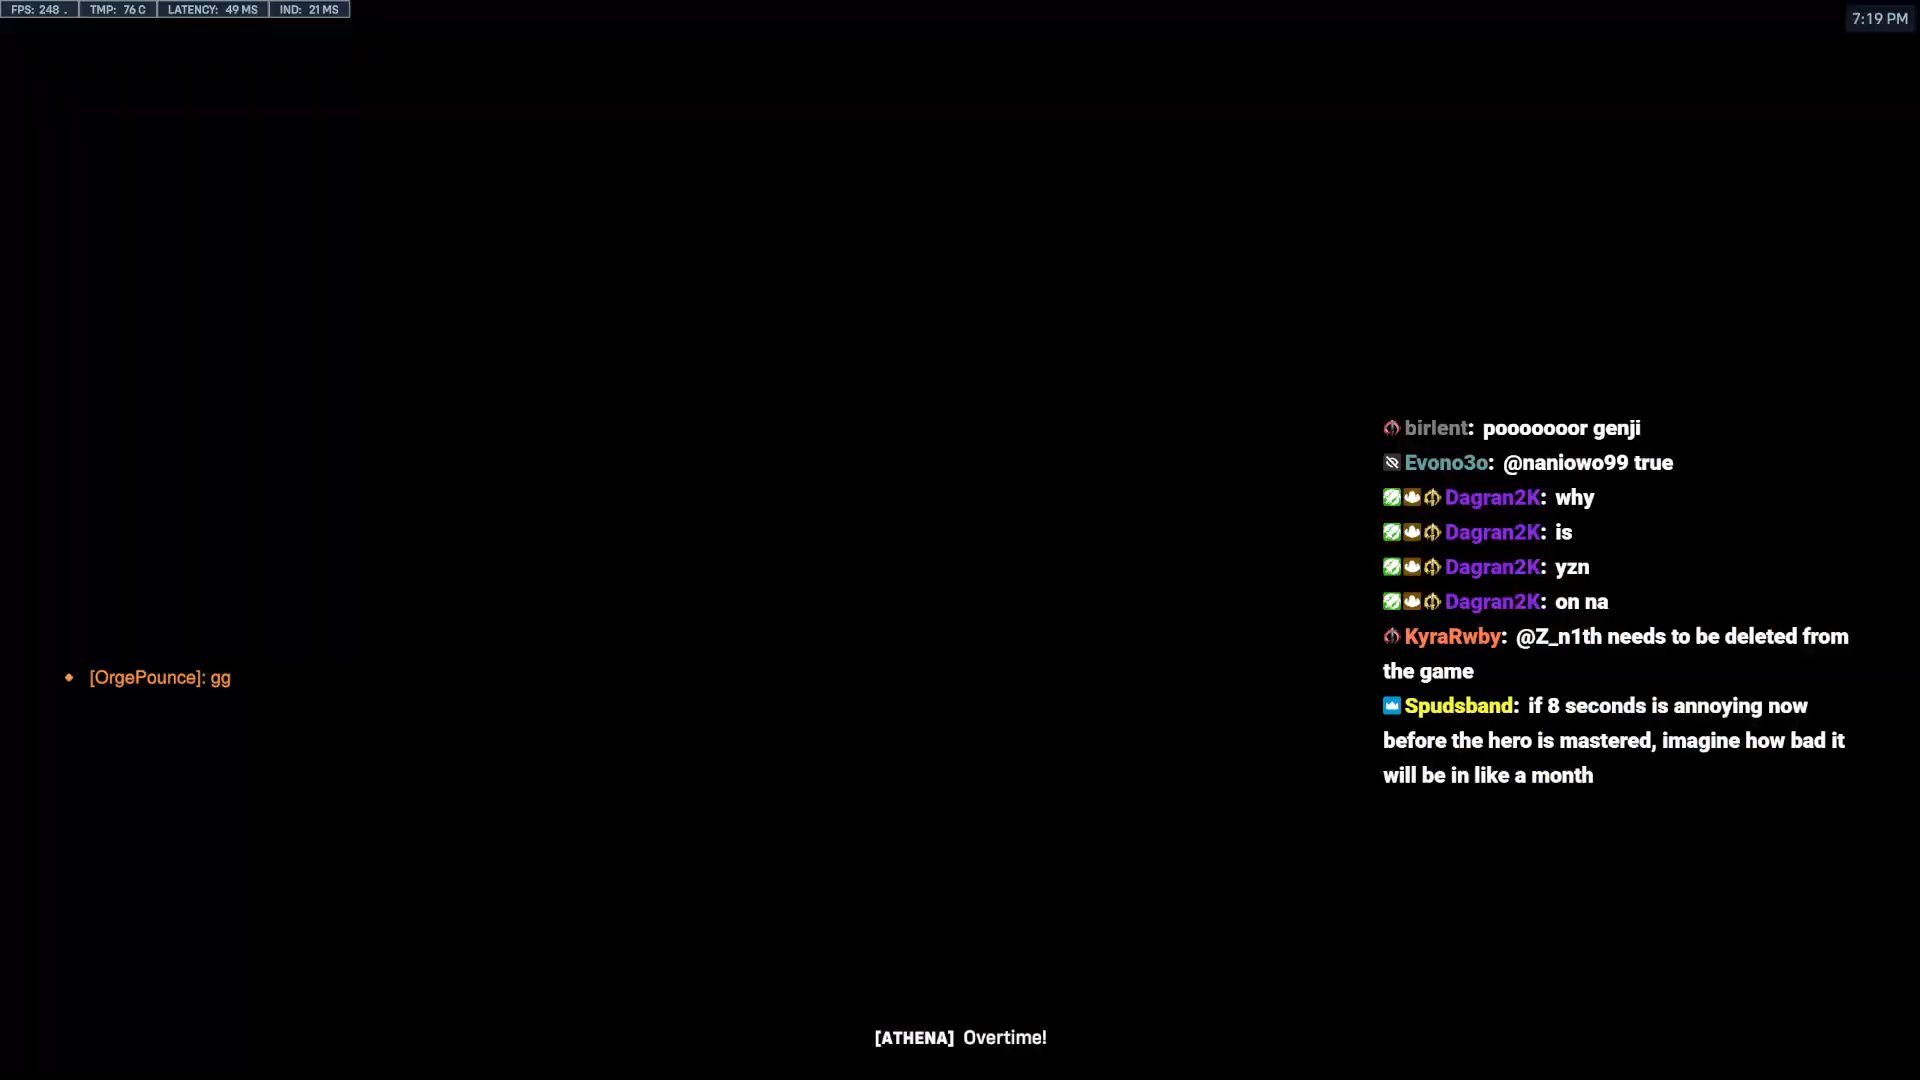 FPS: 248 . TMP: 76 C LATENCY: 49 MS IND: 21 MS
7:19 PM
birlent: pooooooor genji
Evono3o: @naniowo99 true
Dagran2K: why
Dagran2K: is
Dagran2K: yzn
Dagran2K: on na
KyraRwby: @Z_n1th needs to be deleted from
the game
[OrgePounce]: gg
Spudsband: if 8 seconds is annoying now
before the hero is mastered, imagine how bad it
will be in like a month
[ATHENA] Overtime!